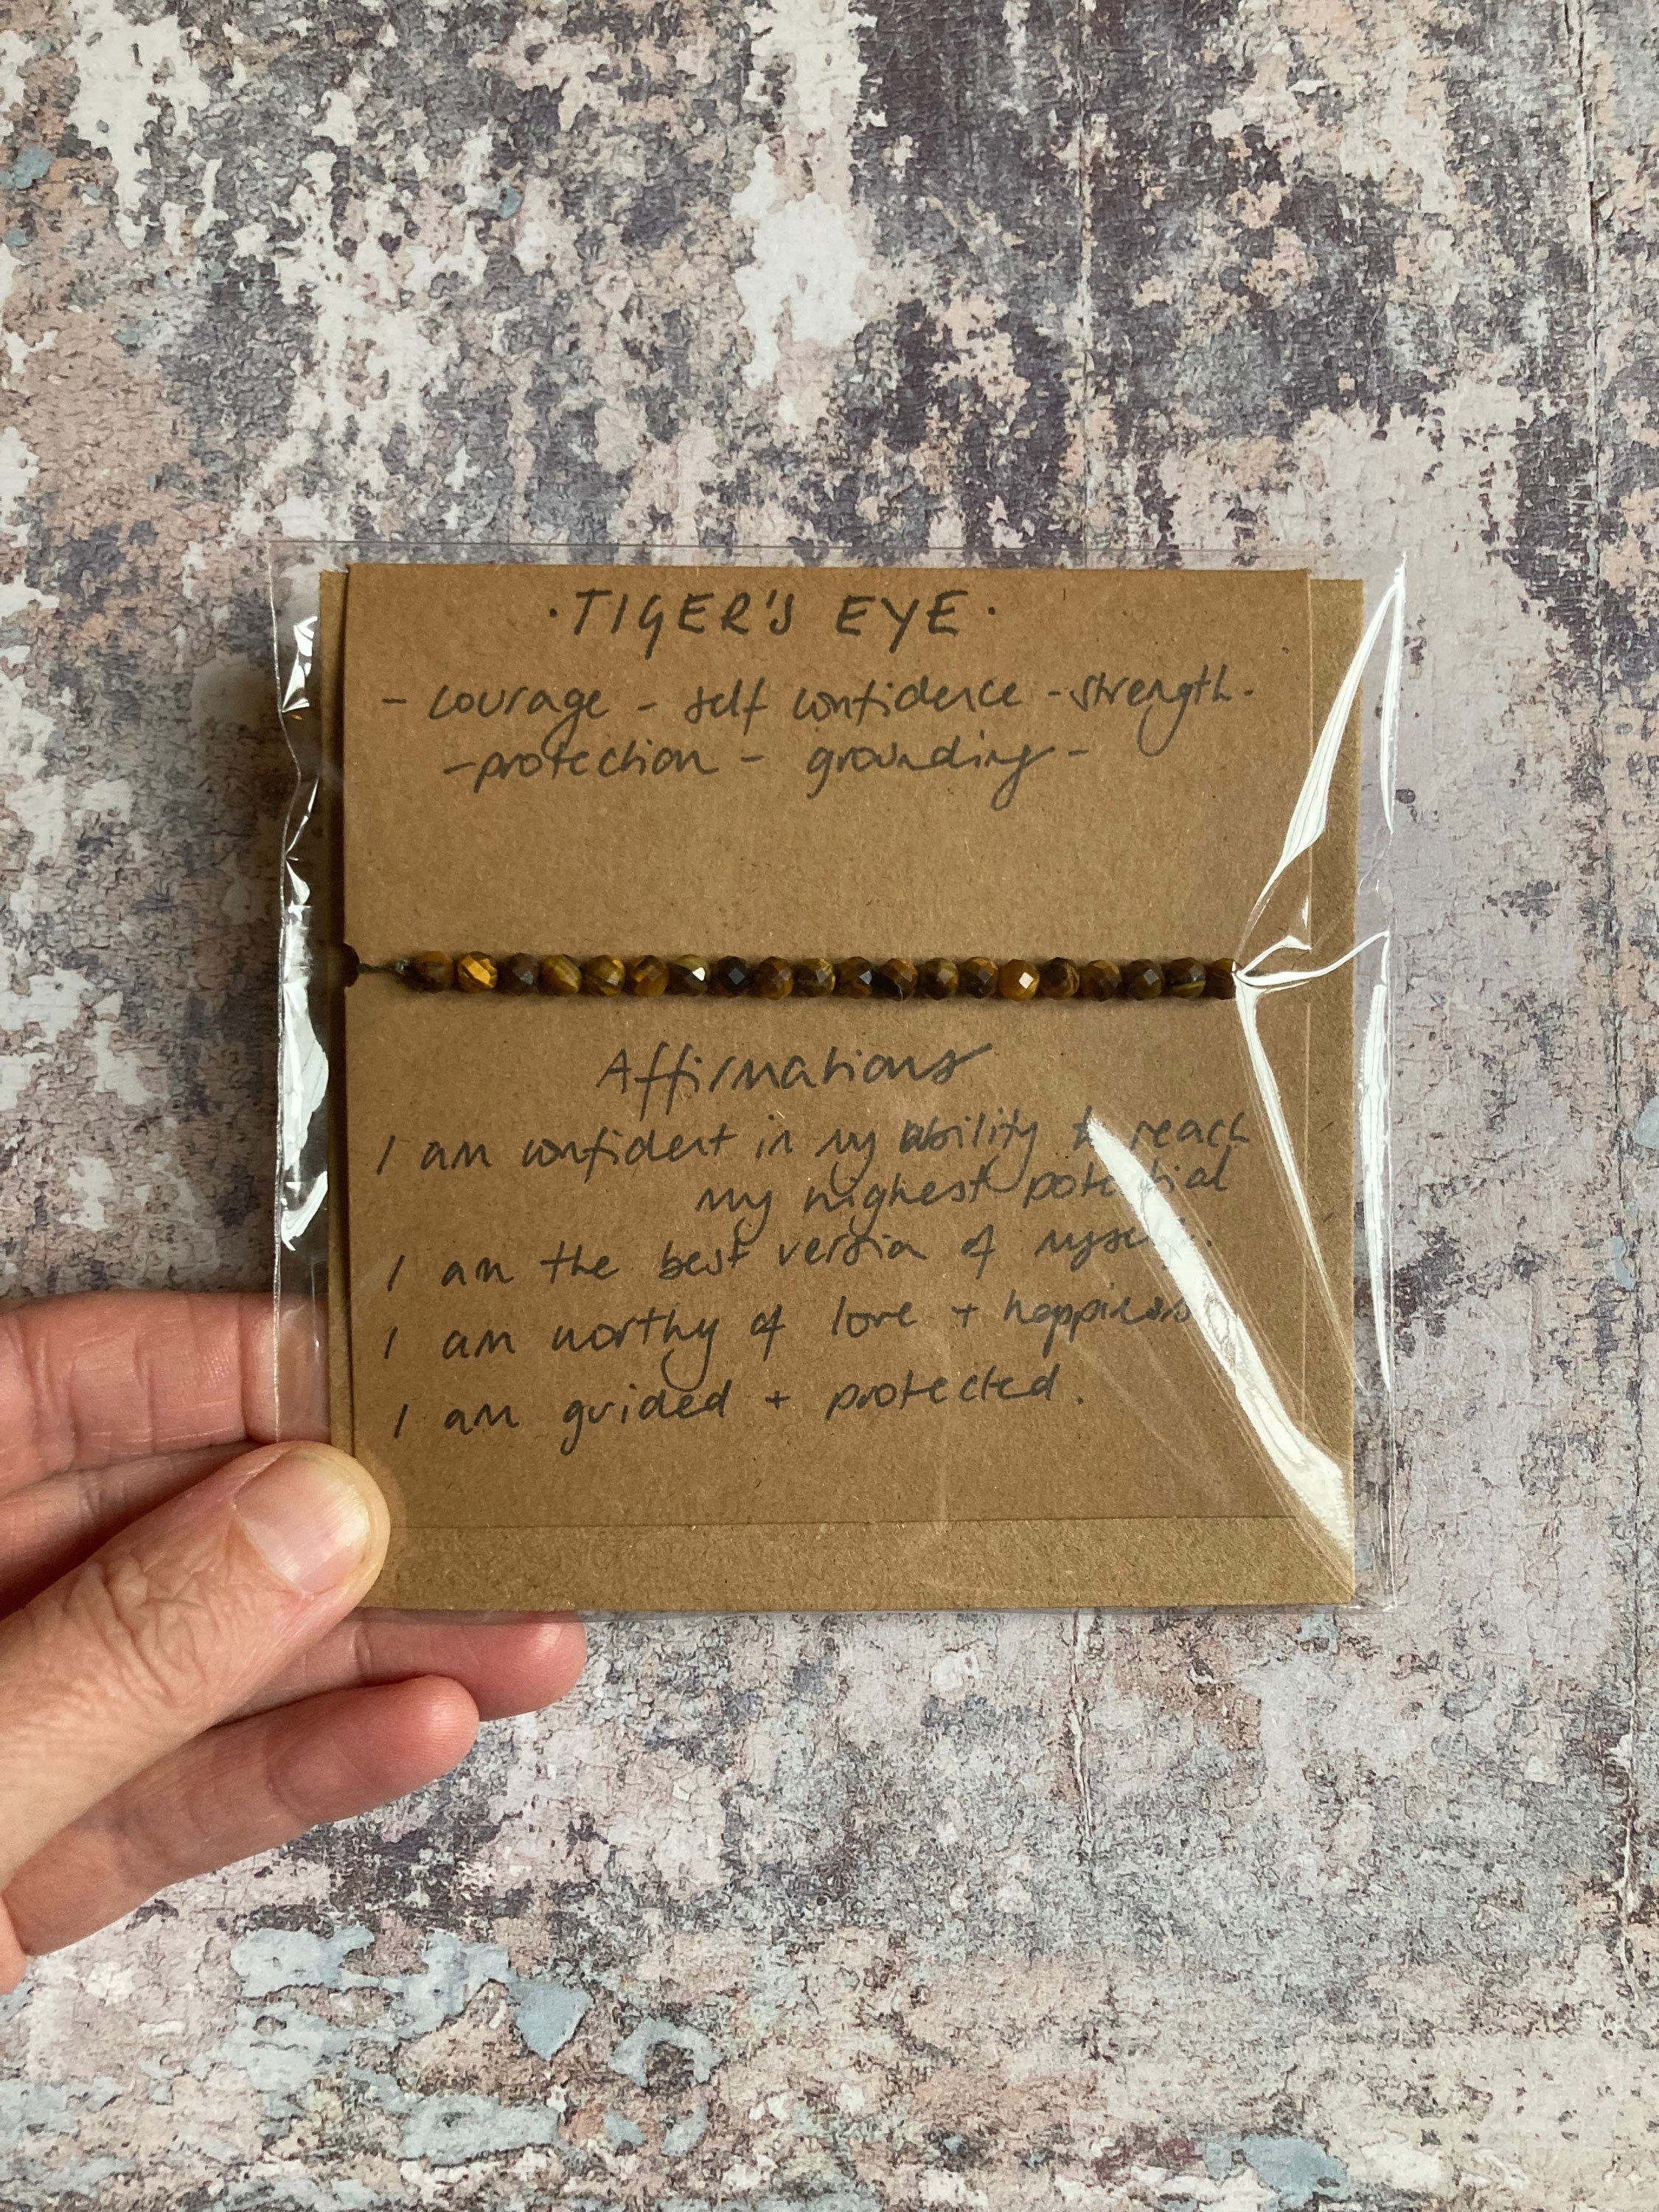 · TIGER'S EYE ·
- courage - self confidence - strength -
- protection - grounding -
Affirmations
I am confident in my ability to reach
my highest potential
I am the best version of myself.
I am worthy of love + happiness
I am guided + protected.